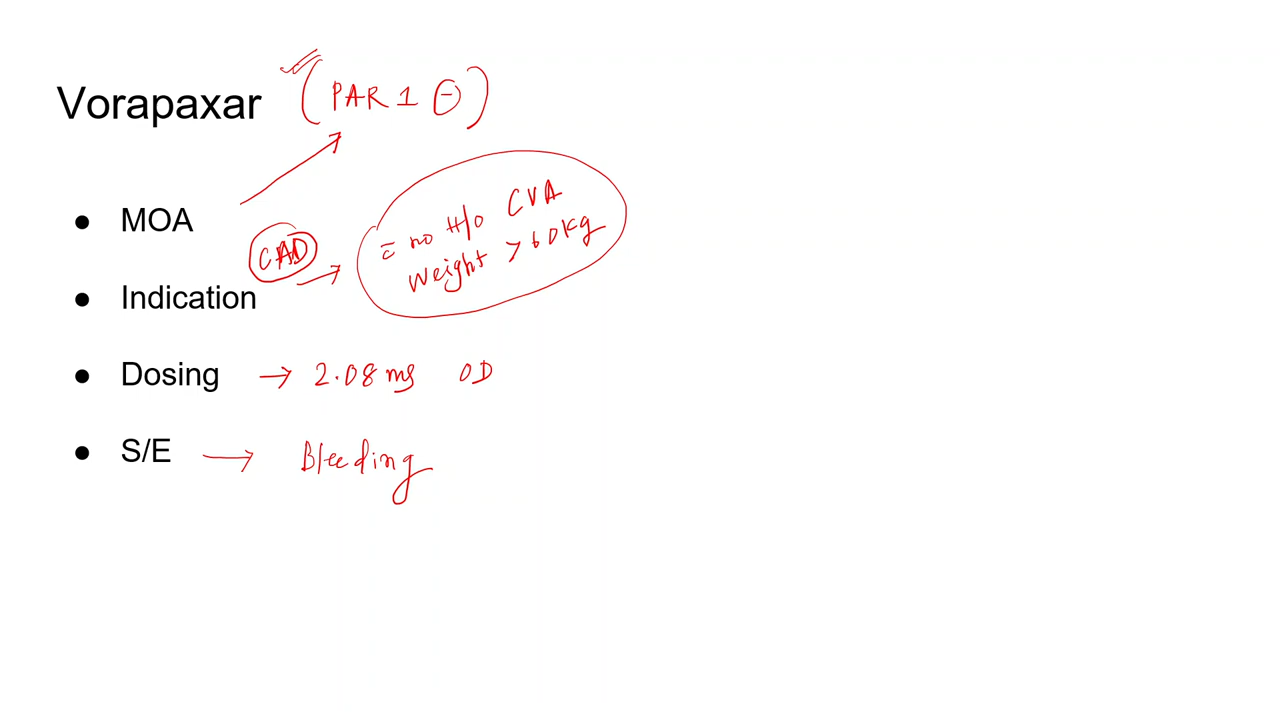 Vorapaxar (PAR 1 ⊖)
● MOA
CAD → = no H/o CVA
Weight > 60kg
● Indication
● Dosing → 2.08 mg OD
● S/E → Bleeding